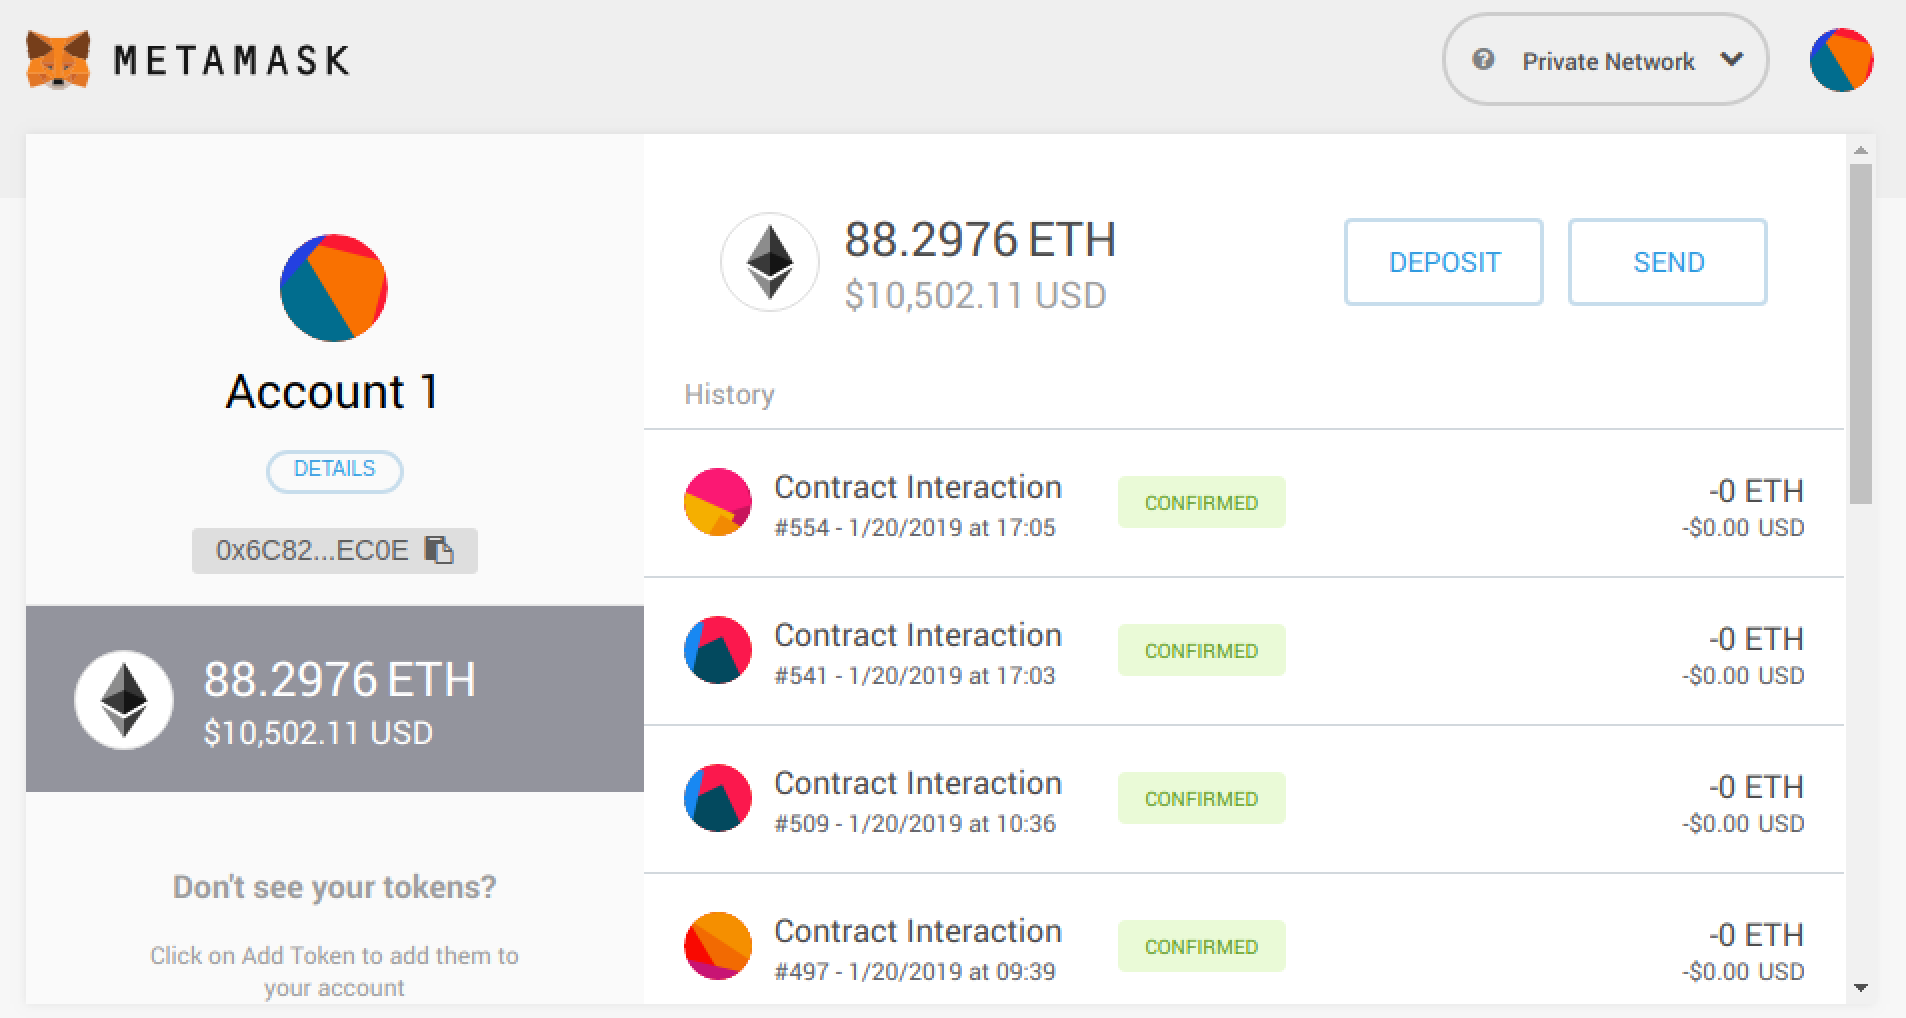 METAMASK
Private Network
Account 1
DETAILS
0x6C82...EC0E
88.2976 ETH
$10,502.11 USD
Don't see your tokens?
Click on Add Token to add them to
your account
88.2976 ETH
$10,502.11 USD
DEPOSIT
SEND
History
Contract Interaction
#554 - 1/20/2019 at 17:05
CONFIRMED
-0 ETH
-$0.00 USD
Contract Interaction
#541 - 1/20/2019 at 17:03
CONFIRMED
-0 ETH
-$0.00 USD
Contract Interaction
#509 - 1/20/2019 at 10:36
CONFIRMED
-0 ETH
-$0.00 USD
Contract Interaction
#497 - 1/20/2019 at 09:39
CONFIRMED
-0 ETH
-$0.00 USD